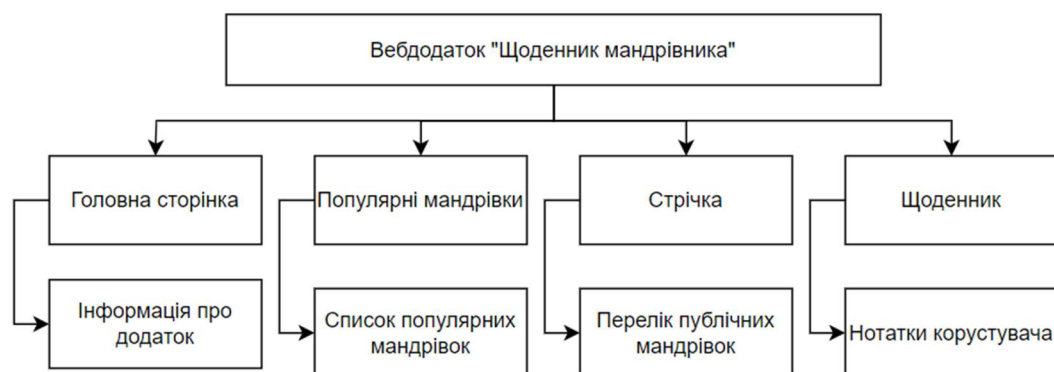 Вебдодаток "Щоденник мандрівника"
Головна сторінка
Популярні мандрівки
Стрічка
Щоденник
Інформація про
додаток
Список популярних
мандрівок
Перелік публічних
мандрівок
Нотатки корустувача